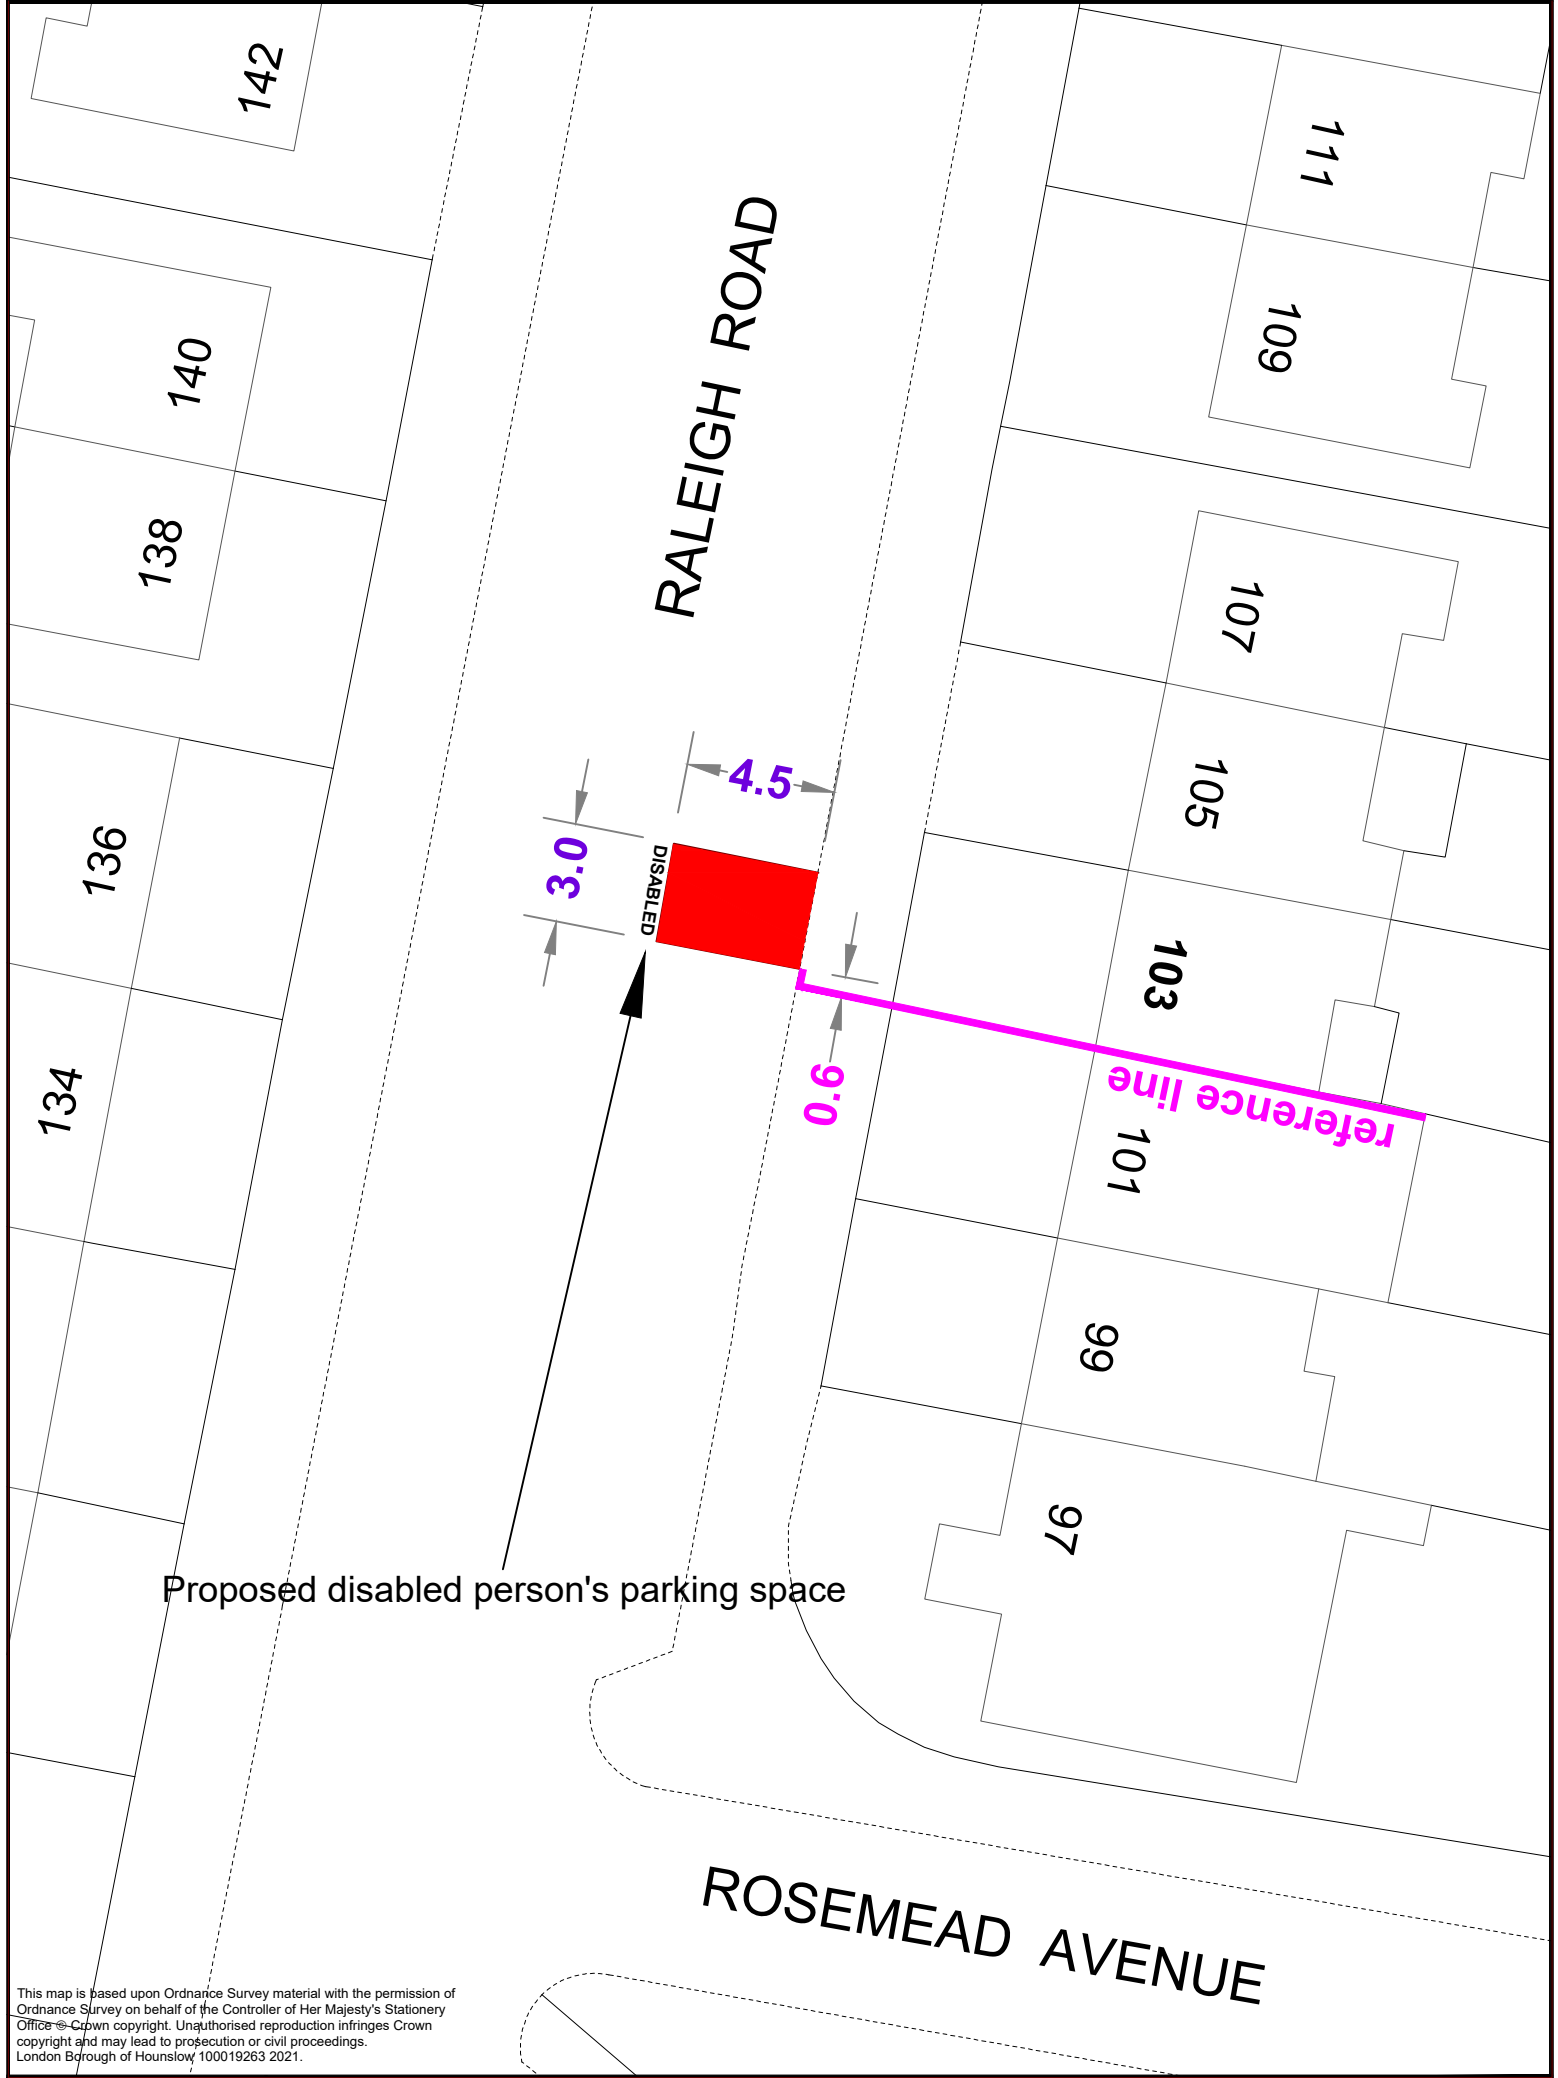 142
111
RALEIGH ROAD
109
140
138
107
4.5
105
3.0
DISABLED
136
103
0.6
reference line
134
101
99
97
Proposed disabled person's parking space
ROSEMEAD AVENUE
This map is based upon Ordnance Survey material with the permission of
Ordnance Survey on behalf of the Controller of Her Majesty's Stationery
Office © Crown copyright. Unauthorised reproduction infringes Crown
copyright and may lead to prosecution or civil proceedings.
London Borough of Hounslow 100019263 2021.